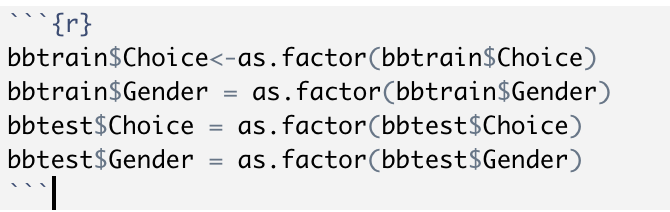 ```{r}
bbtrain$Choice<-as.factor(bbtrain$Choice)
bbtrain$Gender = as.factor(bbtrain$Gender)
bbtest$Choice = as.factor(bbtest$Choice)
bbtest$Gender = as.factor(bbtest$Gender)
```